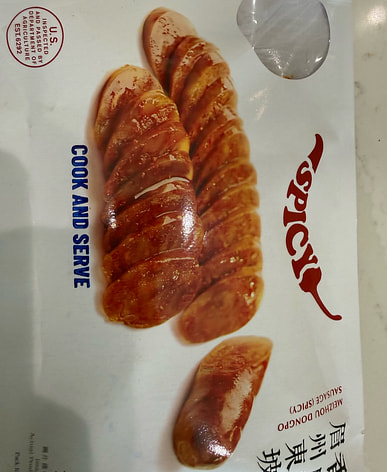 U.S.
INSPECTED
AND PASSED BY
DEPARTMENT OF
AGRICULTURE
EST.6292
SPICY
COOK AND SERVE
MEIZHOU DONGPO
SAUSAGE (SPICY)
眉州東坡